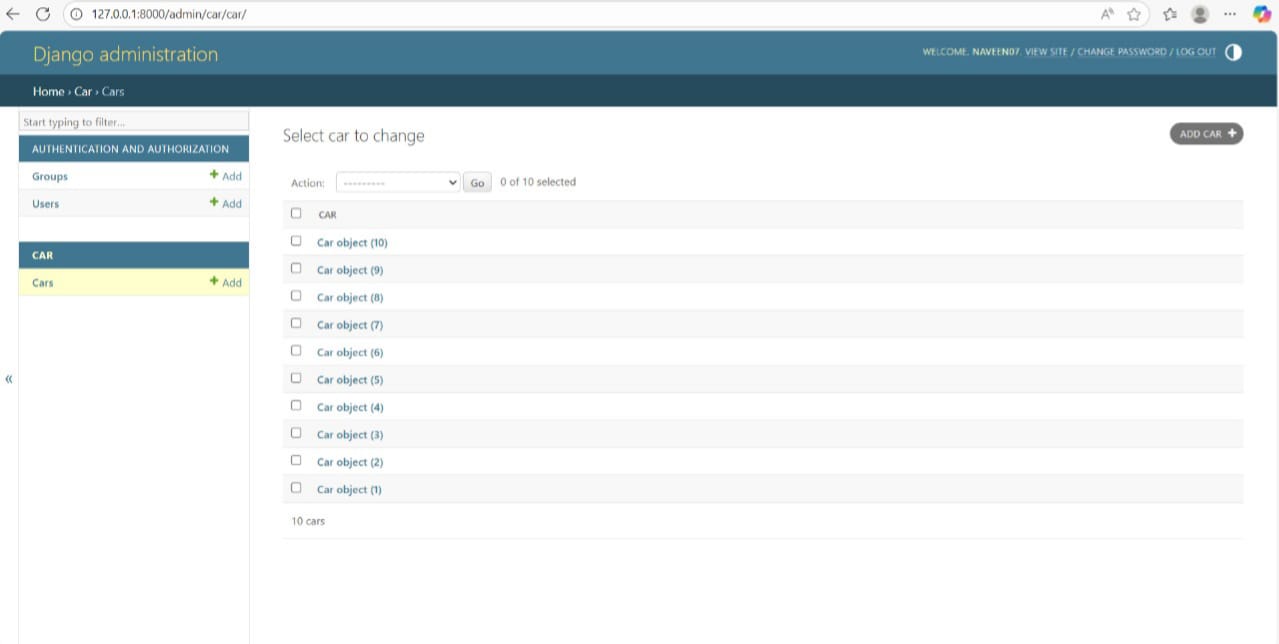 127.0.0.1:8000/admin/car/car/
Django administration
WELCOME, NAVEEN07. VIEW SITE / CHANGE PASSWORD / LOG OUT
Home › Car › Cars
Start typing to filter...
AUTHENTICATION AND AUTHORIZATION
Groups + Add
Users + Add
CAR
Cars + Add
«
Select car to change
ADD CAR +
Action: --------- Go 0 of 10 selected
CAR
Car object (10)
Car object (9)
Car object (8)
Car object (7)
Car object (6)
Car object (5)
Car object (4)
Car object (3)
Car object (2)
Car object (1)
10 cars